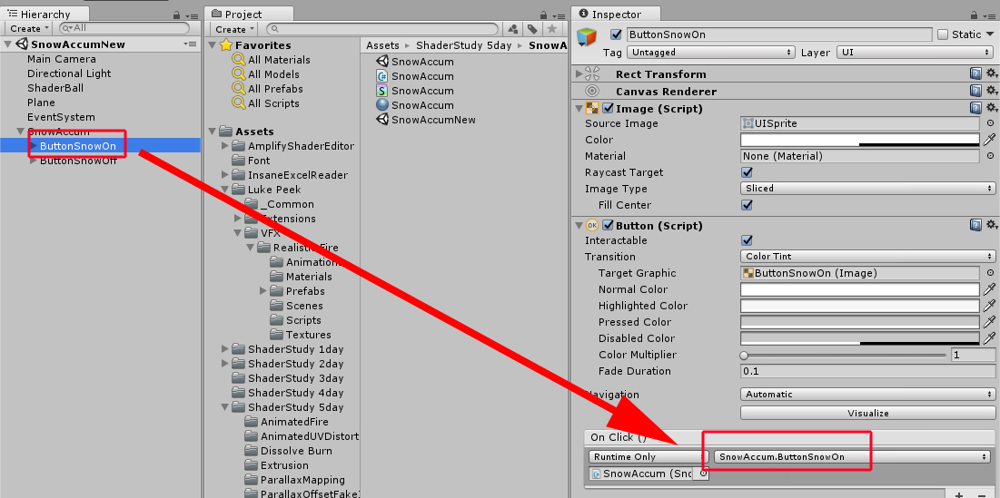 Hierarchy
Create
All
SnowAccumNew
Main Camera
Directional Light
ShaderBall
Plane
EventSystem
SnowAccum
ButtonSnowOn
ButtonSnowOff
Project
Create
Favorites
All Materials
All Models
All Prefabs
All Scripts
Assets
AmplifyShaderEditor
Font
InsaneExcelReader
Luke Peek
_Common
Extensions
VFX
RealisticFire
Animations
Materials
Prefabs
Scenes
Scripts
Textures
ShaderStudy 1day
ShaderStudy 2day
ShaderStudy 3day
ShaderStudy 4day
ShaderStudy 5day
AnimatedFire
AnimatedUVDistort
Dissolve Burn
Extrusion
ParallaxMapping
ParallaxOffsetFakeI
Assets ShaderStudy 5day SnowA
SnowAccum
SnowAccum
SnowAccum
SnowAccum
SnowAccumNew
Inspector
ButtonSnowOn Static
Tag Untagged Layer UI
Rect Transform
Canvas Renderer
Image (Script)
Source Image UISprite
Color
Material None (Material)
Raycast Target
Image Type Sliced
Fill Center
OK Button (Script)
Interactable
Transition Color Tint
Target Graphic ButtonSnowOn (Image)
Normal Color
Highlighted Color
Pressed Color
Disabled Color
Color Multiplier 1
Fade Duration 0.1
Navigation Automatic
Visualize
On Click ()
Runtime Only SnowAccum.ButtonSnowOn
SnowAccum (Sno